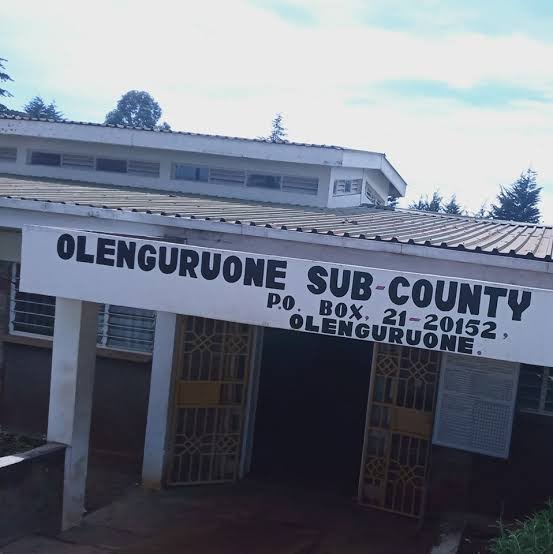 OLENGURUONE SUB-COUNTY
P.O. BOX, 21-20152,
OLENGURUONE.